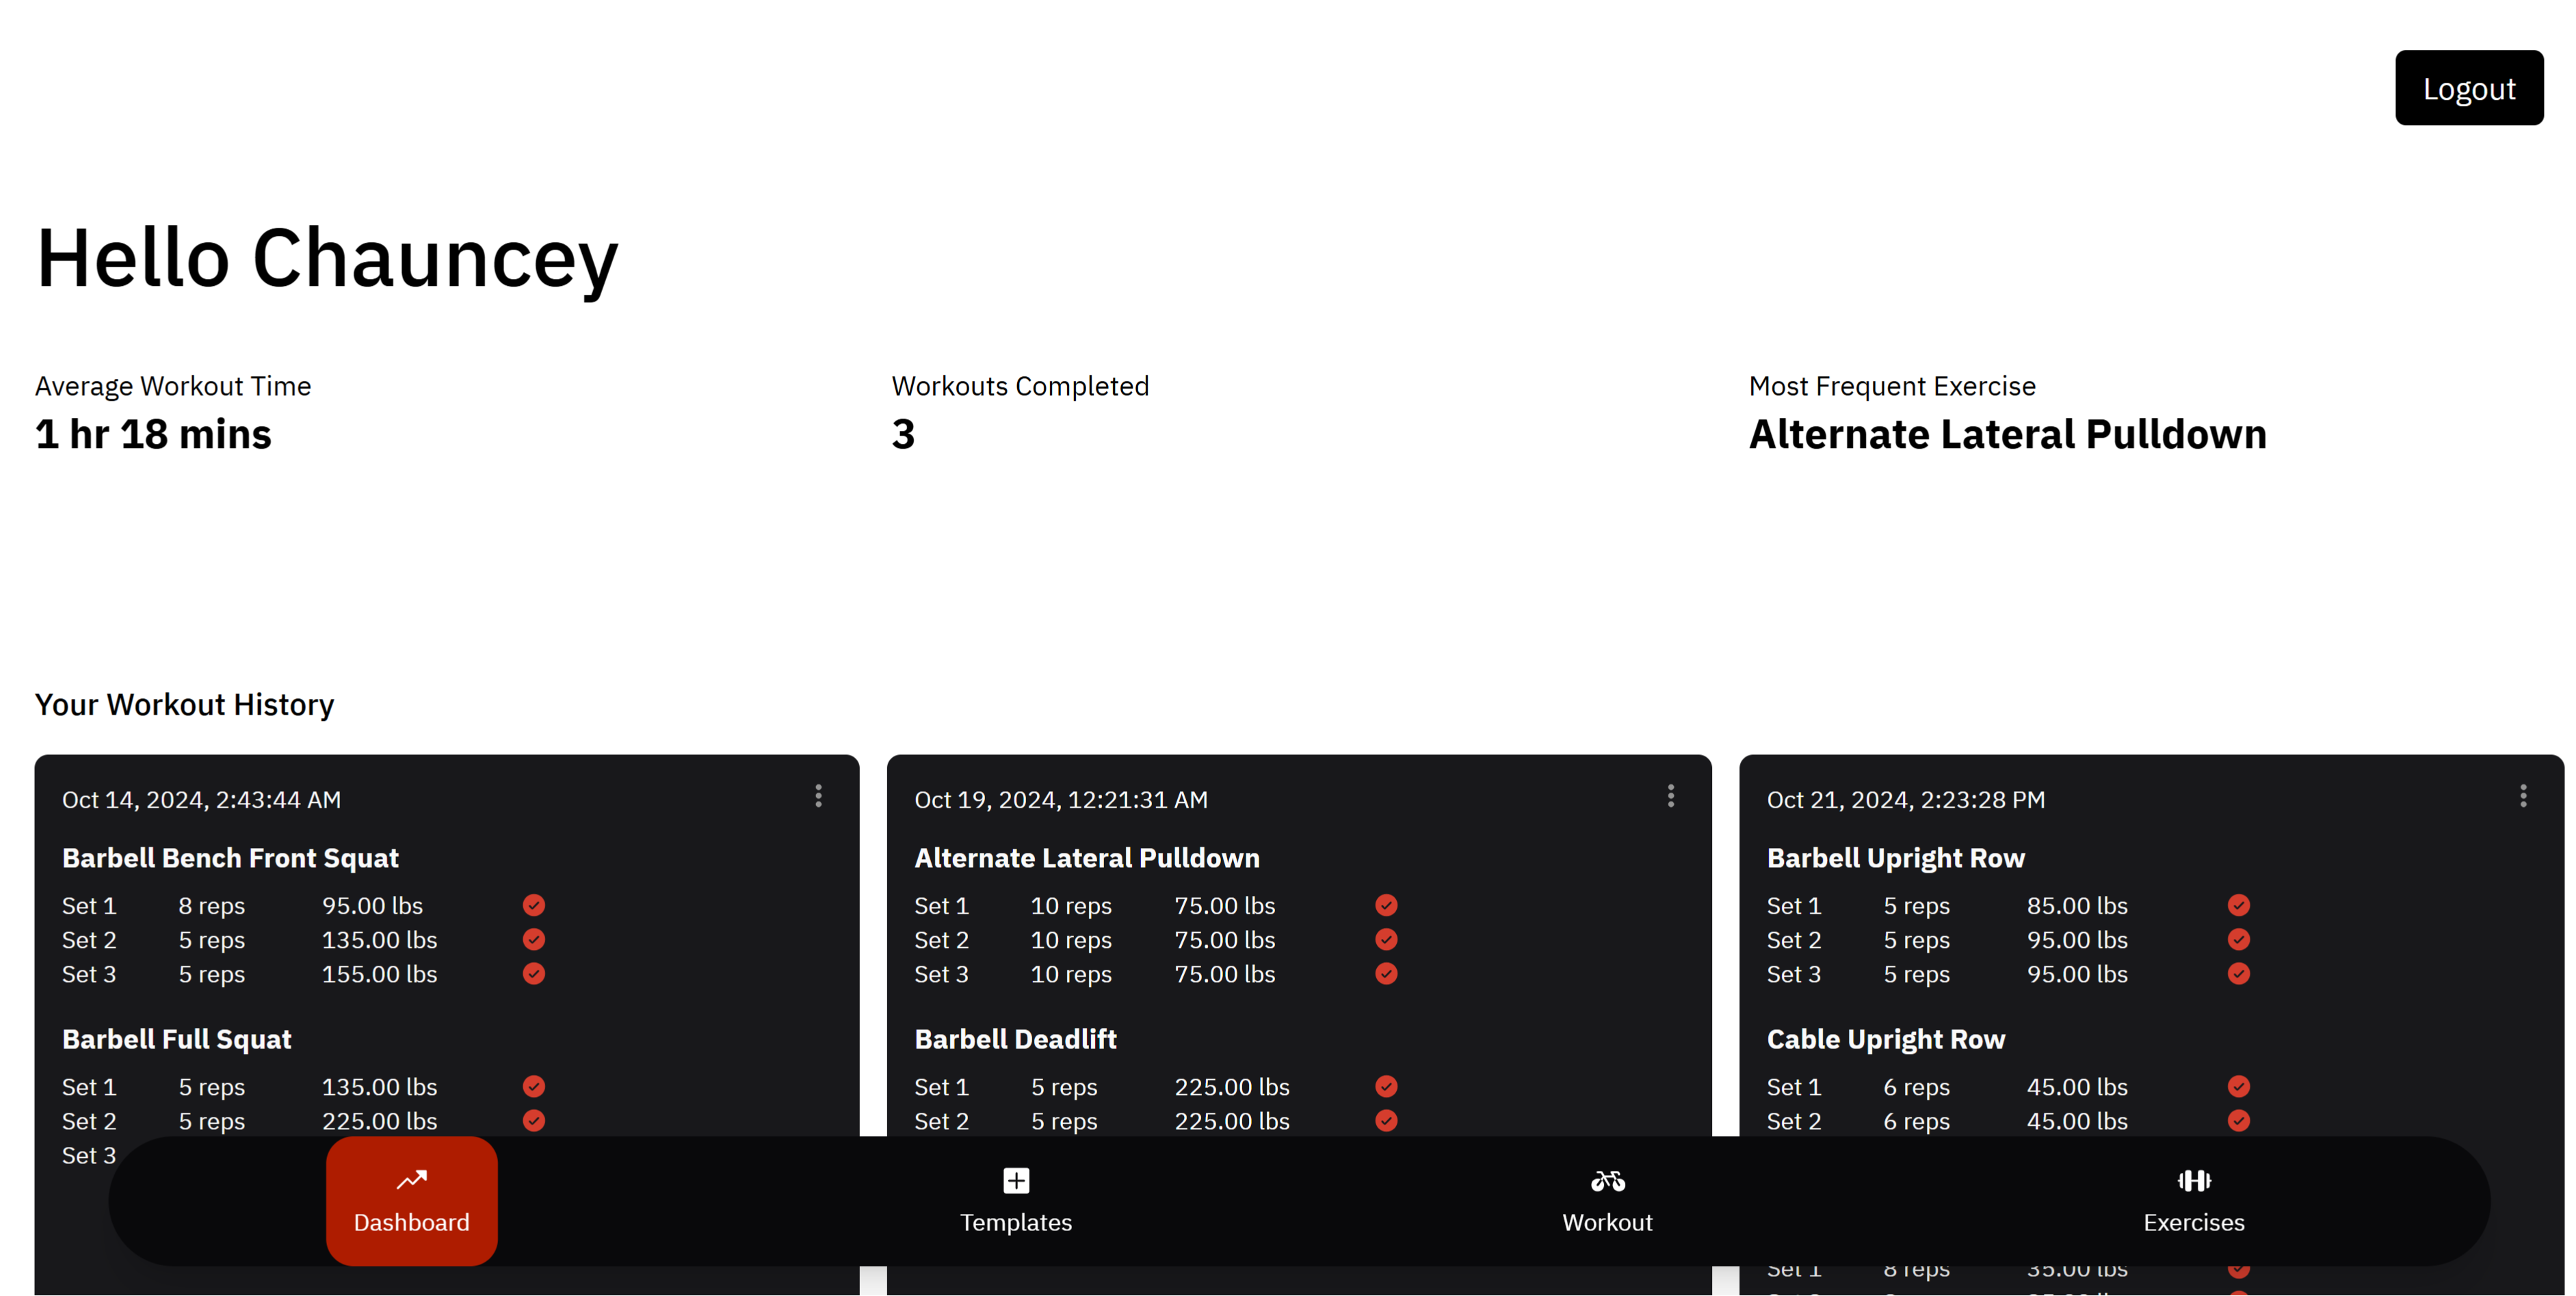 Logout
Hello Chauncey
Average Workout Time
1 hr 18 mins
Workouts Completed
3
Most Frequent Exercise
Alternate Lateral Pulldown
Your Workout History
Oct 14, 2024, 2:43:44 AM
Barbell Bench Front Squat
Set 1 8 reps 95.00 lbs
Set 2 5 reps 135.00 lbs
Set 3 5 reps 155.00 lbs
Barbell Full Squat
Set 1 5 reps 135.00 lbs
Set 2 5 reps 225.00 lbs
Set 3
Oct 19, 2024, 12:21:31 AM
Alternate Lateral Pulldown
Set 1 10 reps 75.00 lbs
Set 2 10 reps 75.00 lbs
Set 3 10 reps 75.00 lbs
Barbell Deadlift
Set 1 5 reps 225.00 lbs
Set 2 5 reps 225.00 lbs
Oct 21, 2024, 2:23:28 PM
Barbell Upright Row
Set 1 5 reps 85.00 lbs
Set 2 5 reps 95.00 lbs
Set 3 5 reps 95.00 lbs
Cable Upright Row
Set 1 6 reps 45.00 lbs
Set 2 6 reps 45.00 lbs
Set 1 8 reps 35.00 lbs
Dashboard
Templates
Workout
Exercises